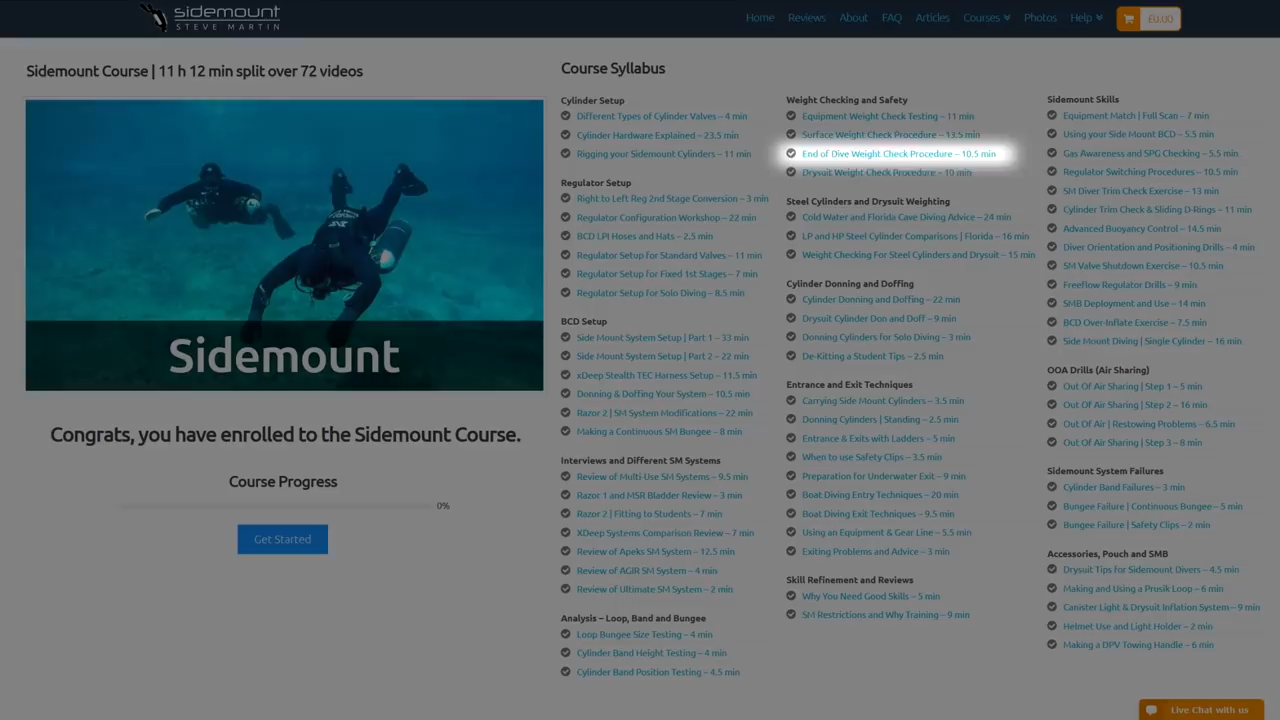 sidemount
STEVE MARTIN
Home Reviews About FAQ Articles Courses Photos Help £0.00
Sidemount Course | 11 h 12 min split over 72 videos
Sidemount
Congrats, you have enrolled to the Sidemount Course.
Course Progress
0%
Get Started
Course Syllabus
Cylinder Setup
Different Types of Cylinder Valves – 4 min
Cylinder Hardware Explained – 23.5 min
Rigging your Sidemount Cylinders – 11 min
Regulator Setup
Right to Left Reg 2nd Stage Conversion – 3 min
Regulator Configuration Workshop – 22 min
BCD LPI Hoses and Hats – 2.5 min
Regulator Setup for Standard Valves – 11 min
Regulator Setup for Fixed 1st Stages – 7 min
Regulator Setup for Solo Diving – 8.5 min
BCD Setup
Side Mount System Setup | Part 1 – 33 min
Side Mount System Setup | Part 2 – 22 min
xDeep Stealth TEC Harness Setup – 11.5 min
Donning & Doffing Your System – 10.5 min
Razor 2 | SM System Modifications – 22 min
Making a Continuous SM Bungee – 8 min
Interviews and Different SM Systems
Review of Multi-Use SM Systems – 9.5 min
Razor 1 and MSR Bladder Review – 3 min
Razor 2 | Fitting to Students – 7 min
XDeep Systems Comparison Review – 7 min
Review of Apeks SM System – 12.5 min
Review of AGIR SM System – 4 min
Review of Ultimate SM System – 2 min
Analysis – Loop, Band and Bungee
Loop Bungee Size Testing – 4 min
Cylinder Band Height Testing – 4 min
Cylinder Band Position Testing – 4.5 min
Weight Checking and Safety
Equipment Weight Check Testing – 11 min
Surface Weight Check Procedure – 13.5 min
End of Dive Weight Check Procedure – 10.5 min
Drysuit Weight Check Procedure – 10 min
Steel Cylinders and Drysuit Weighting
Cold Water and Florida Cave Diving Advice – 24 min
LP and HP Steel Cylinder Comparisons | Florida – 16 min
Weight Checking For Steel Cylinders and Drysuit – 15 min
Cylinder Donning and Doffing
Cylinder Donning and Doffing – 22 min
Drysuit Cylinder Don and Doff – 9 min
Donning Cylinders for Solo Diving – 3 min
De-Kitting a Student Tips – 2.5 min
Entrance and Exit Techniques
Carrying Side Mount Cylinders – 3.5 min
Donning Cylinders | Standing – 2.5 min
Entrance & Exits with Ladders – 5 min
When to use Safety Clips – 3.5 min
Preparation for Underwater Exit – 9 min
Boat Diving Entry Techniques – 20 min
Boat Diving Exit Techniques – 9.5 min
Using an Equipment & Gear Line – 5.5 min
Exiting Problems and Advice – 3 min
Skill Refinement and Reviews
Why You Need Good Skills – 5 min
SM Restrictions and Why Training – 9 min
Sidemount Skills
Equipment Match | Full Scan – 7 min
Using your Side Mount BCD – 5.5 min
Gas Awareness and SPG Checking – 5.5 min
Regulator Switching Procedures – 10.5 min
SM Diver Trim Check Exercise – 13 min
Cylinder Trim Check & Sliding D-Rings – 11 min
Advanced Buoyancy Control – 14.5 min
Diver Orientation and Positioning Drills – 4 min
SM Valve Shutdown Exercise – 10.5 min
Freeflow Regulator Drills – 9 min
SMB Deployment and Use – 14 min
BCD Over-Inflate Exercise – 7.5 min
Side Mount Diving | Single Cylinder – 16 min
OOA Drills (Air Sharing)
Out Of Air Sharing | Step 1 – 5 min
Out Of Air Sharing | Step 2 – 16 min
Out Of Air | Restowing Problems – 6.5 min
Out Of Air Sharing | Step 3 – 8 min
Sidemount System Failures
Cylinder Band Failures – 3 min
Bungee Failure | Continuous Bungee – 5 min
Bungee Failure | Safety Clips – 2 min
Accessories, Pouch and SMB
Drysuit Tips for Sidemount Divers – 4.5 min
Making and Using a Prusik Loop – 6 min
Canister Light & Drysuit Inflation System – 9 min
Helmet Use and Light Holder – 2 min
Making a DPV Towing Handle – 6 min
Live Chat with us